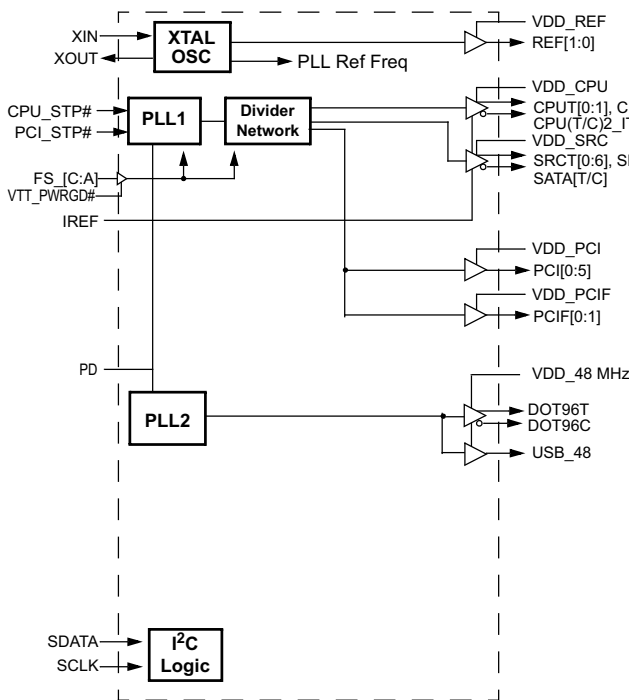 XIN
XOUT
XTAL
OSC
PLL Ref Freq
VDD_REF
REF[1:0]
CPU_STP#
PCI_STP#
PLL1
Divider
Network
VDD_CPU
CPUT[0:1], C
CPU(T/C)2_IT
VDD_SRC
SRCT[0:6],
SATA[T/C]
FS_[C:A]
VTT_PWRGD#
IREF
VDD_PCI
PCI[0:5]
VDD_PCIF
PCIF[0:1]
PD
PLL2
VDD_48 MHz
DOT96T
DOT96C
USB_48
SDATA
SCLK
I²C
Logic